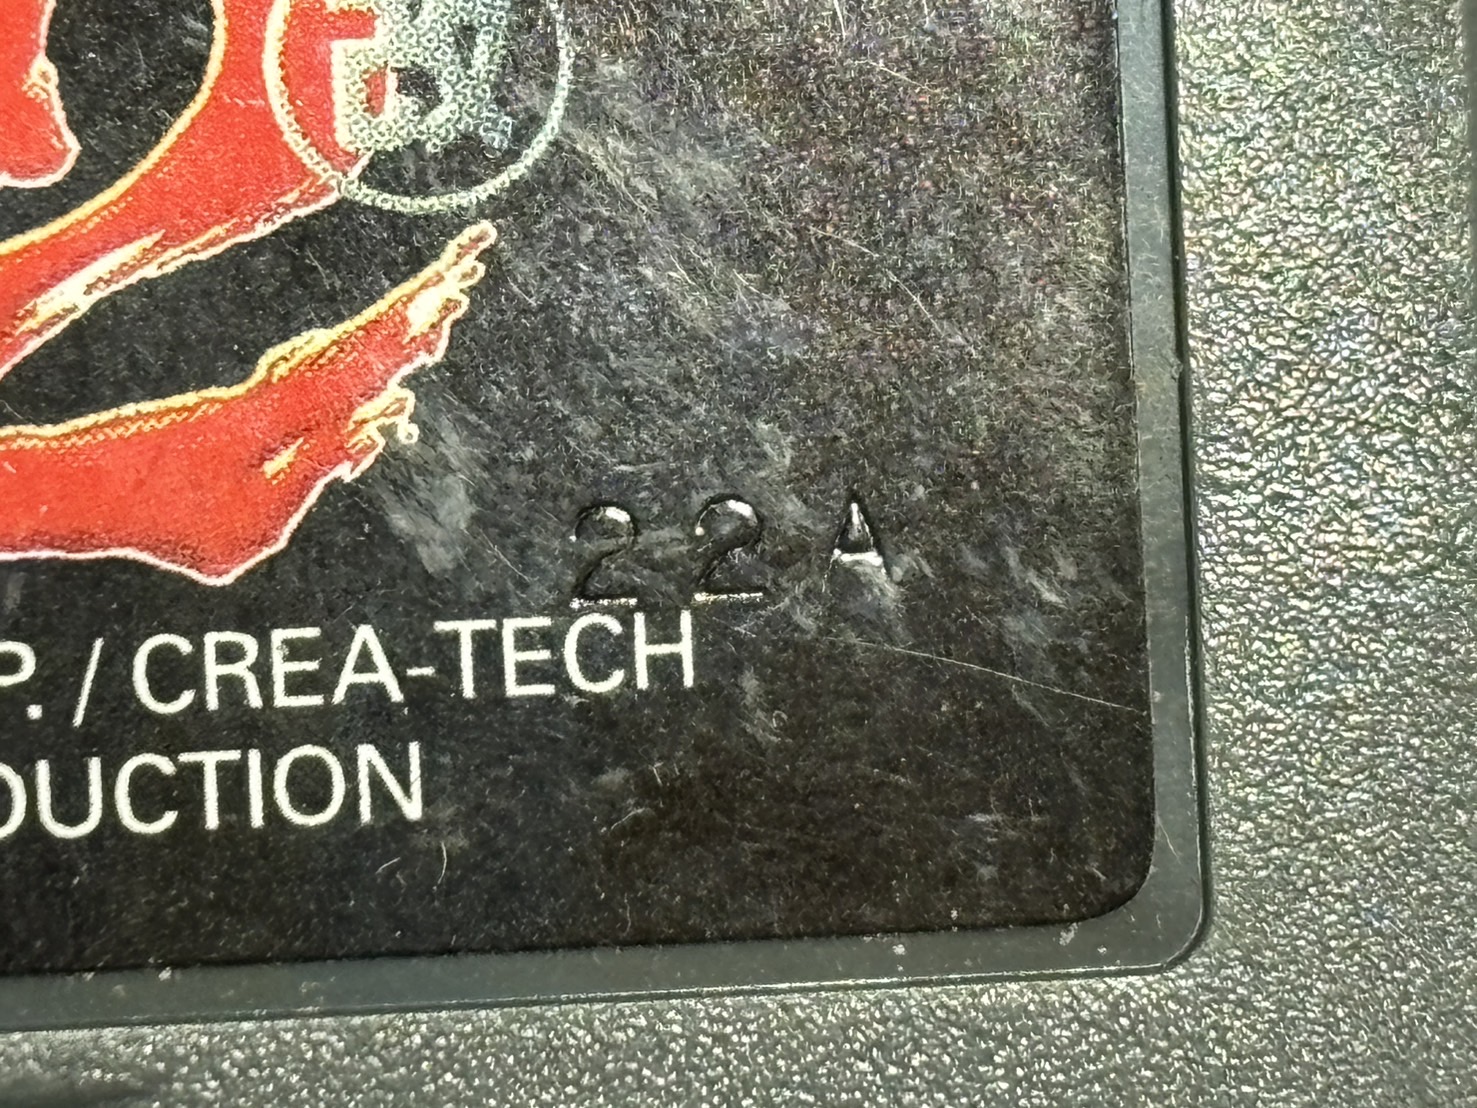 22A
P. / CREA-TECH
DUCTION